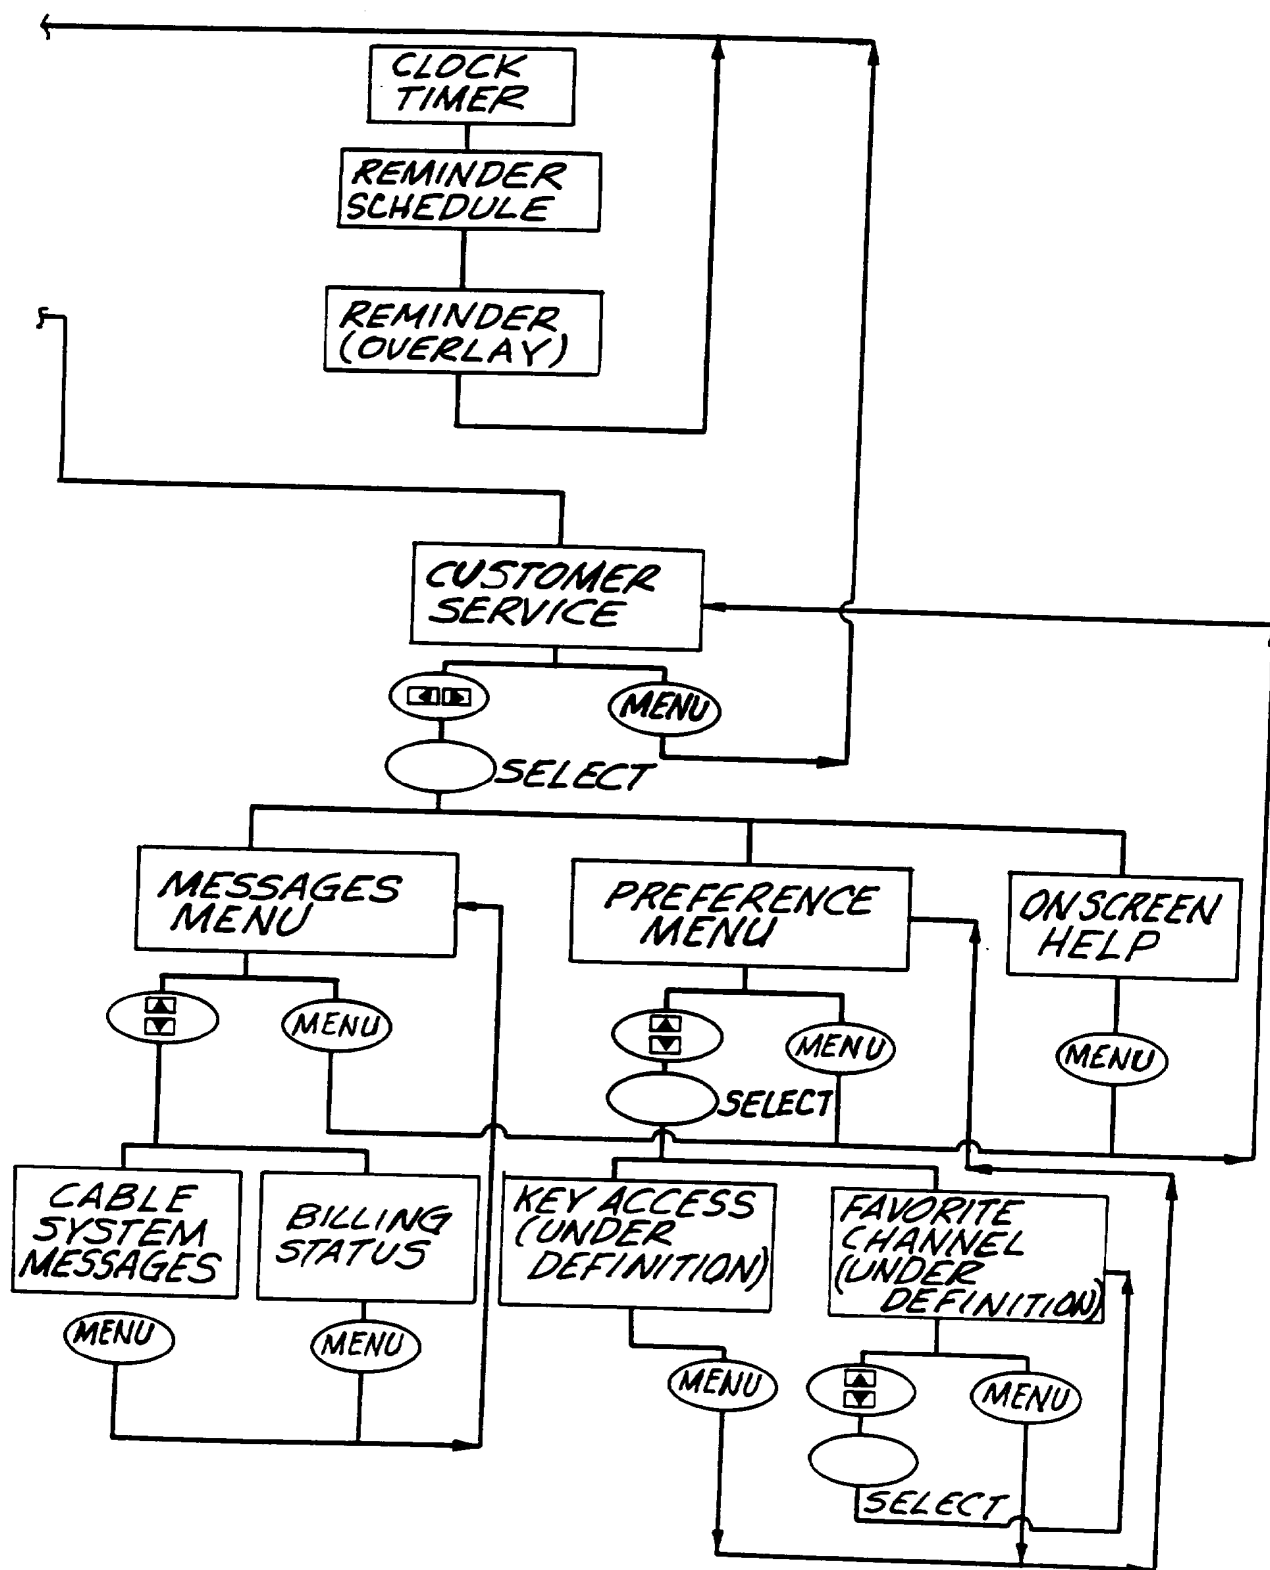 CLOCK
TIMER
REMINDER
SCHEDULE
REMINDER
(OVERLAY)
CUSTOMER
SERVICE
MENU
SELECT
MESSAGES
MENU
PREFERENCE
MENU
ON SCREEN
HELP
MENU
MENU
MENU
SELECT
CABLE
SYSTEM
MESSAGES
BILLING
STATUS
KEY ACCESS
(UNDER
DEFINITION)
FAVORITE
CHANNEL
(UNDER
DEFINITION)
MENU
MENU
MENU
MENU
SELECT